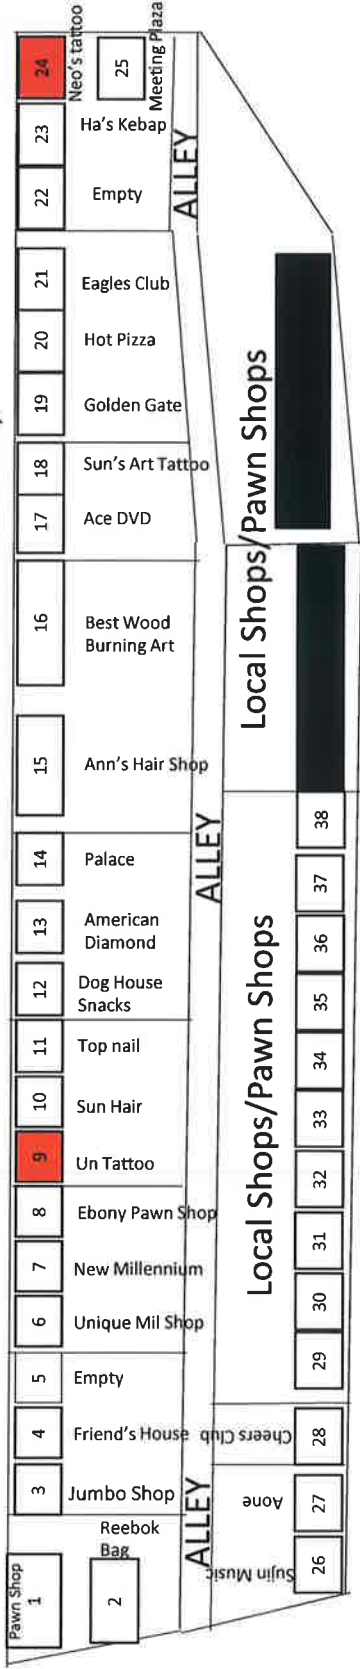 24
Neo's tattoo
25
Meeting Plaza
23
Ha's Kebap
22
Empty
ALLEY
21
Eagles Club
20
Hot Pizza
19
Golden Gate
18
Sun's Art Tattoo
17
Ace DVD
Local Shops/Pawn Shops
16
Best Wood
Burning Art
15
Ann's Hair Shop
ALLEY
14
Palace
13
American
Diamond
12
Dog House
Snacks
11
Top nail
10
Sun Hair
9
Un Tattoo
8
Ebony Pawn Shop
7
New Millennium
6
Unique Mil Shop
5
Empty
4
Friend's House
3
Jumbo Shop
Reebok
Bag
2
Pawn Shop
1
ALLEY
Local Shops/Pawn Shops
38
37
36
35
34
33
32
31
30
29
28
Cheers Club
27
Aone
26
Sujin Music